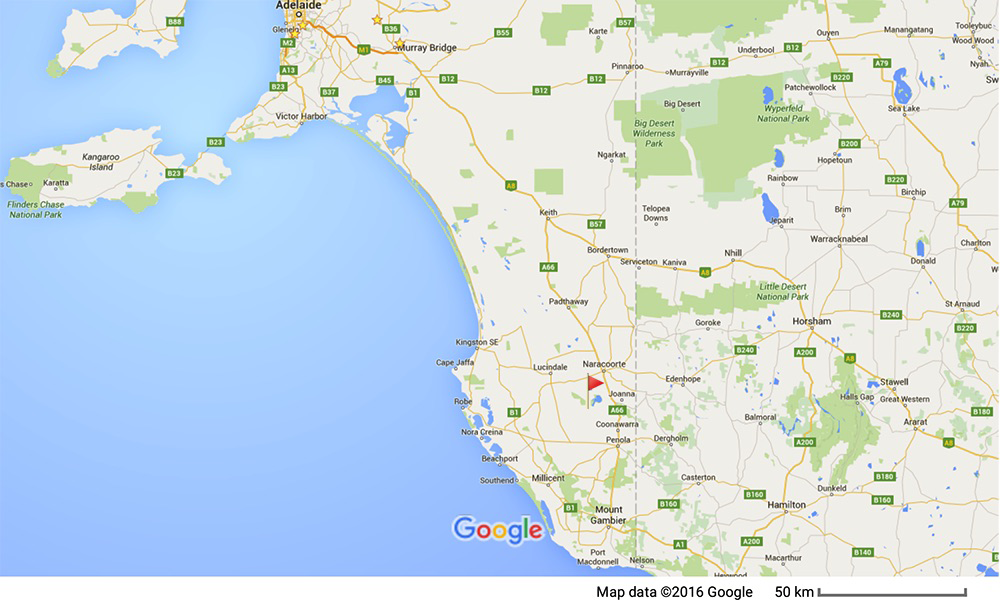 Adelaide
B88
B57
Tooleybuc
Glenelg
B36
B55
Karte
Ouyen
Manangatang
Wood Wood
M2
M1
Murray Bridge
Underbool
B12
Pinnaroo
B12
A79
Nyah
A13
B45
B12
B12
Murrayville
B220
Sw
B23
B37
B1
B12
Patchewollock
Big Desert
Wyperfeld
National Park
Sea Lake
Victor Harbor
Big Desert
Wilderness
Park
B23
B200
Kangaroo
Island
Ngarkat
Hopetoun
B23
s Chase
Karatta
A8
Rainbow
B220
Birchip
Flinders Chase
National Park
Keith
Telopea
Downs
Brim
A79
B57
Jeparit
Warracknabeal
Charlton
Bordertown
Serviceton
Kaniva
Nhill
Donald
W
A66
A8
Little Desert
National Park
Padthaway
St Arnaud
B240
Goroke
Horsham
B220
Kingston SE
B240
A200
A8
Cape Jaffa
Lucindale
Naracoorte
Edenhope
Stawell
Joanna
Halls Gap
Great Western
Robe
B1
A66
B180
Balmoral
Ararat
Nora Creina
Coonawarra
Penola
Dergholm
A200
A8
Beachport
Southend
Millicent
Casterton
B180
Dunkeld
B160
B160
B160
Hamilton
B1
Mount
Gambier
Google
A1
A200
Port
Macdonnell
Nelson
Macarthur
B140
Heywood
Map data ©2016 Google 50 km